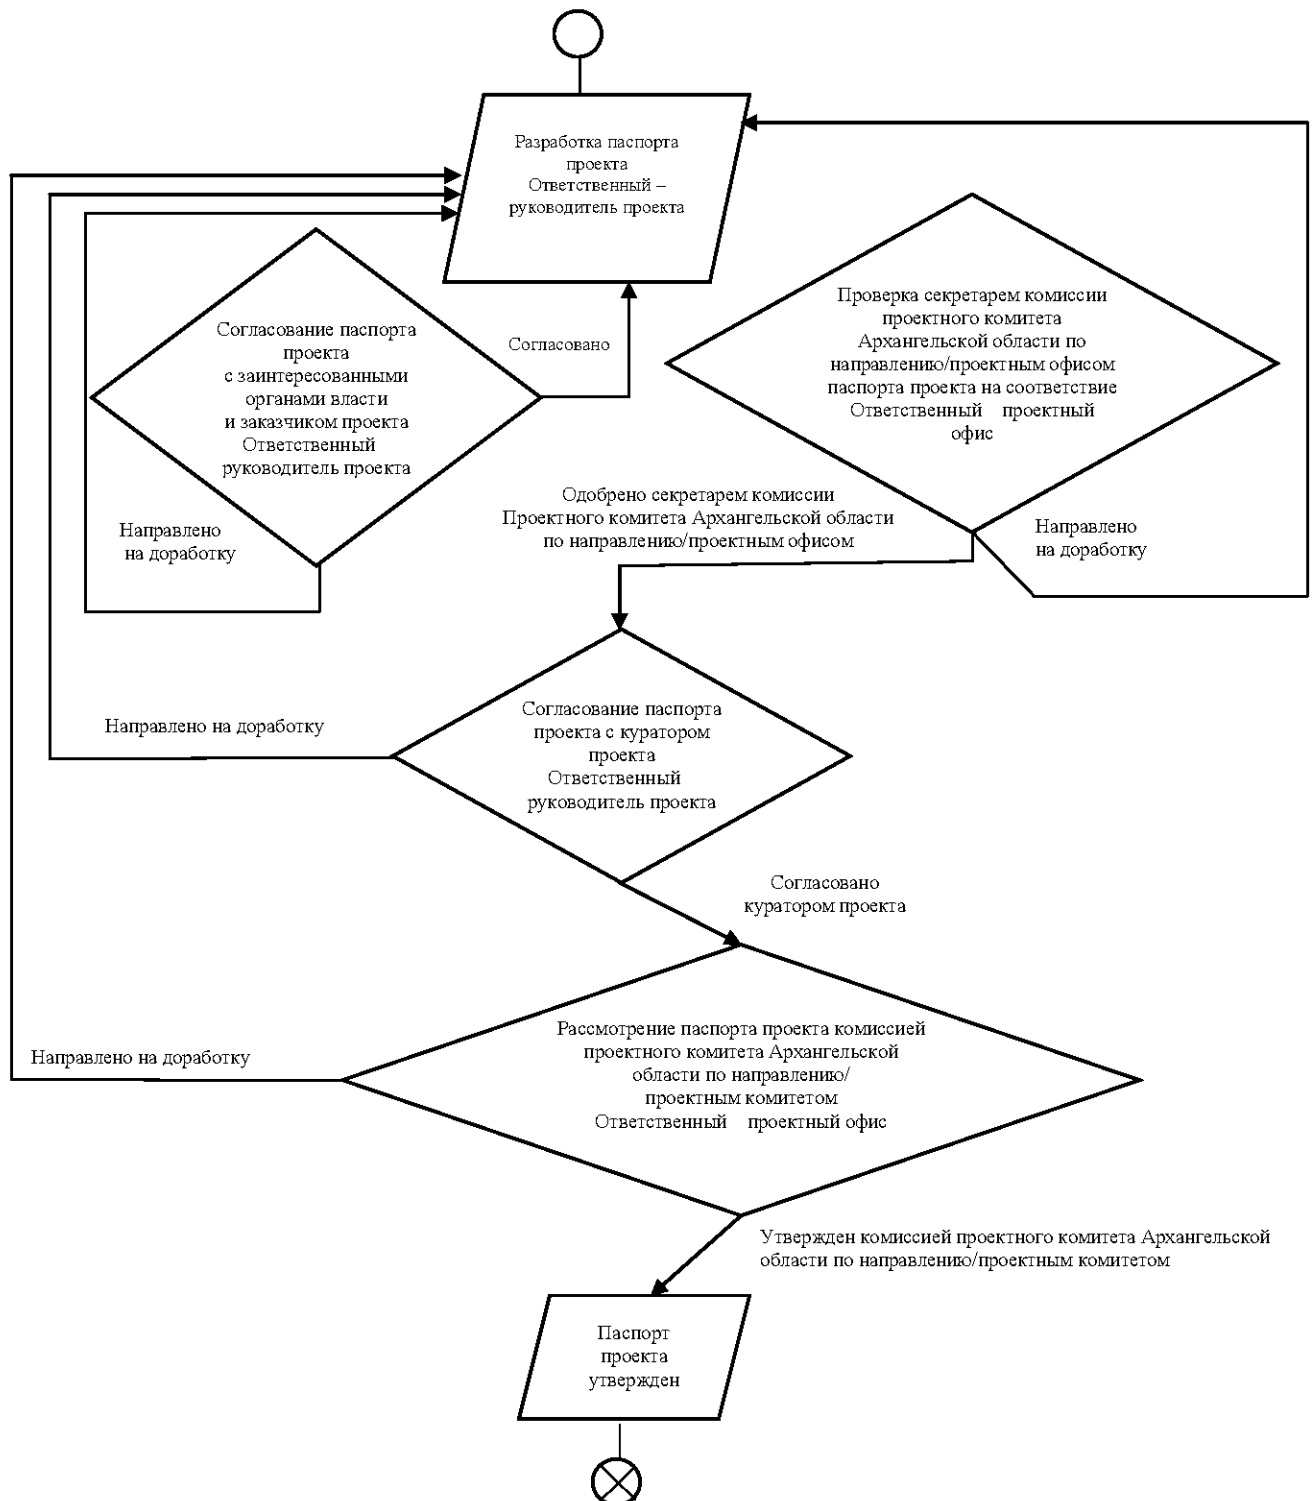 Разработка паспорта
проекта
Ответственный –
руководитель проекта
Согласование паспорта
проекта
с заинтересованными
органами власти
и заказчиком проекта
Ответственный
руководитель проекта
Согласовано
Направлено
на доработку
Проверка секретарем комиссии
проектного комитета
Архангельской области по
направлению/проектным офисом
паспорта проекта на соответствие
Ответственный проектный
офис
Одобрено секретарем комиссии
Проектного комитета Архангельской области
по направлению/проектным офисом
Направлено
на доработку
Направлено на доработку
Согласование паспорта
проекта с куратором
проекта
Ответственный
руководитель проекта
Согласовано
куратором проекта
Направлено на доработку
Рассмотрение паспорта проекта комиссией
проектного комитета Архангельской
области по направлению/
проектным комитетом
Ответственный проектный офис
Утвержден комиссией проектного комитета Архангельской
области по направлению/проектным комитетом
Паспорт
проекта
утвержден